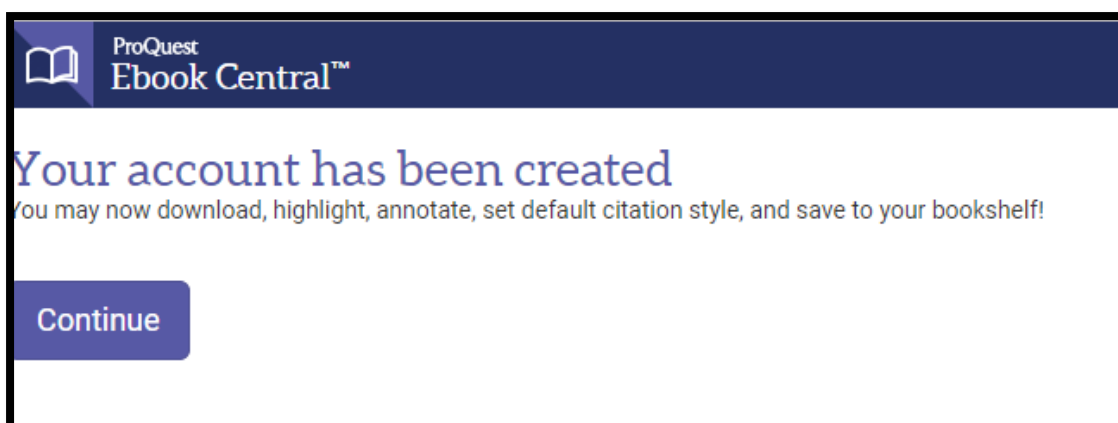 ProQuest
Ebook Central™
Your account has been created
You may now download, highlight, annotate, set default citation style, and save to your bookshelf!
Continue